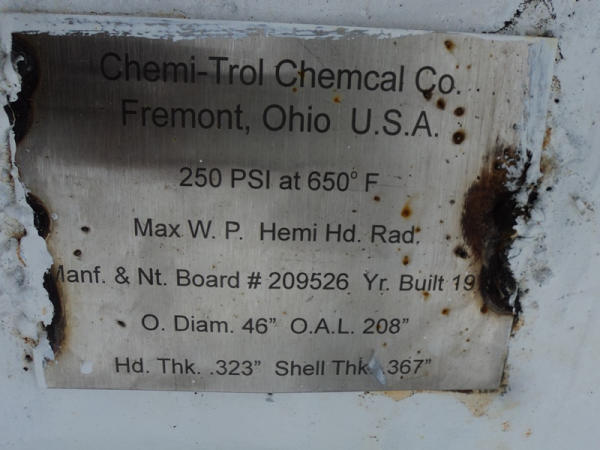 Chemi-Trol Chemcal Co.
Fremont, Ohio U.S.A.
250 PSI at 650° F
Max W. P. Hemi Hd. Rad.
Manf. & Nt. Board # 209526 Yr. Built 19
O. Diam. 46" O.A.L. 208"
Hd. Thk. .323" Shell Thk. .367"